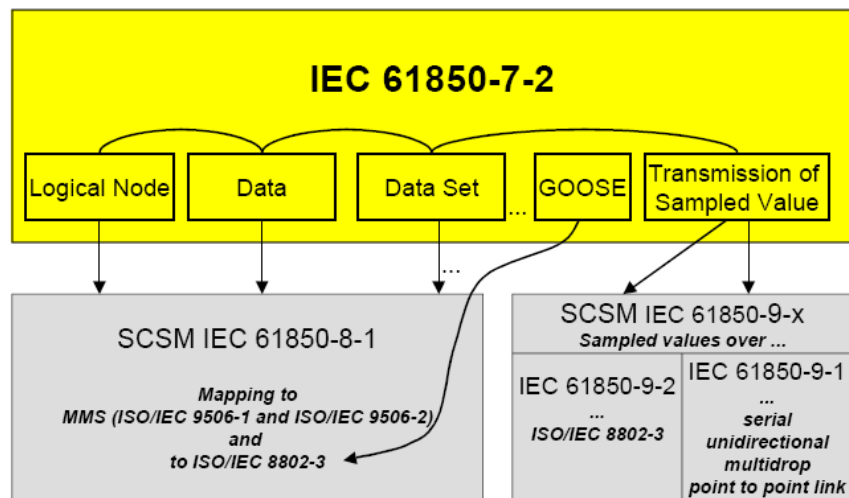 IEC 61850-7-2
Logical Node
Data
Data Set
...
GOOSE
Transmission of
Sampled Value
...
SCSM IEC 61850-8-1
Mapping to
MMS (ISO/IEC 9506-1 and ISO/IEC 9506-2)
and
to ISO/IEC 8802-3
SCSM IEC 61850-9-x
Sampled values over ...
IEC 61850-9-2
...
ISO/IEC 8802-3
IEC 61850-9-1
...
serial
unidirectional
multidrop
point to point link